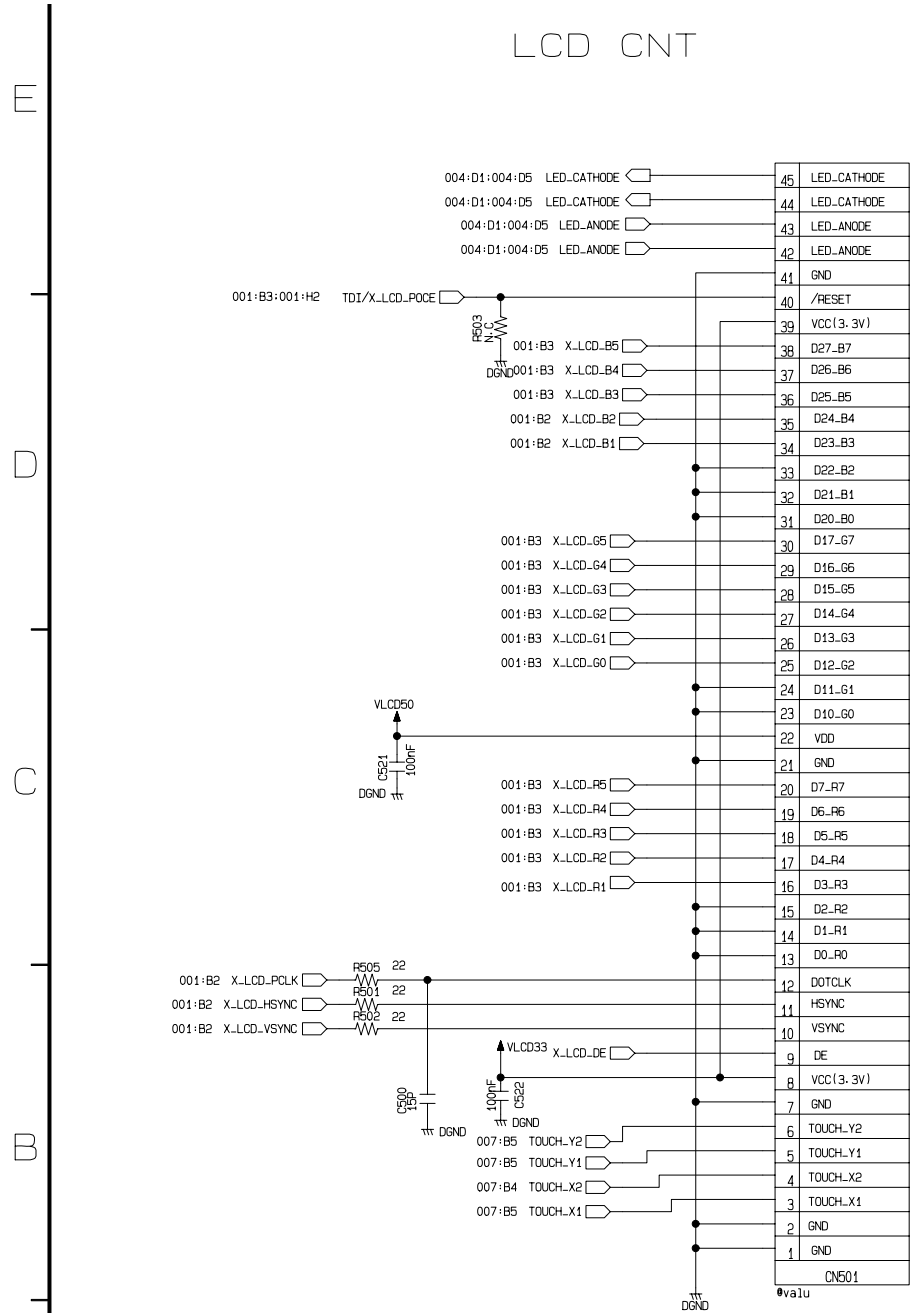 LCD CNT
E
004:D1;004:D5 LED_CATHODE 45 LED_CATHODE
004:D1;004:D5 LED_CATHODE 44 LED_CATHODE
004:D1;004:D5 LED_ANODE 43 LED_ANODE
004:D1;004:D5 LED_ANODE 42 LED_ANODE
41 GND
001:B3;001:H2 TDI/X_LCD_POCE 40 /RESET
R503
N.C
DGND
39 VCC(3.3V)
001:B3 X_LCD_B5 38 D27_B7
001:B3 X_LCD_B4 37 D26_B6
001:B3 X_LCD_B3 36 D25_B5
001:B2 X_LCD_B2 35 D24_B4
001:B2 X_LCD_B1 34 D23_B3
D
33 D22_B2
32 D21_B1
31 D20_B0
001:B3 X_LCD_G5 30 D17_G7
001:B3 X_LCD_G4 29 D16_G6
001:B3 X_LCD_G3 28 D15_G5
001:B3 X_LCD_G2 27 D14_G4
001:B3 X_LCD_G1 26 D13_G3
001:B3 X_LCD_G0 25 D12_G2
24 D11_G1
23 D10_G0
VLCD50
22 VDD
C521
100nF
DGND
21 GND
C
001:B3 X_LCD_R5 20 D7_R7
001:B3 X_LCD_R4 19 D6_R6
001:B3 X_LCD_R3 18 D5_R5
001:B3 X_LCD_R2 17 D4_R4
001:B3 X_LCD_R1 16 D3_R3
15 D2_R2
14 D1_R1
13 D0_R0
001:B2 X_LCD_PCLK R505 22 12 DOTCLK
001:B2 X_LCD_HSYNC R501 22 11 HSYNC
001:B2 X_LCD_VSYNC R502 22 10 VSYNC
VLCD33 X_LCD_DE 9 DE
8 VCC(3.3V)
C500
15P
DGND
100nF
C522
DGND
7 GND
B
007:B5 TOUCH_Y2 6 TOUCH_Y2
007:B5 TOUCH_Y1 5 TOUCH_Y1
007:B4 TOUCH_X2 4 TOUCH_X2
007:B5 TOUCH_X1 3 TOUCH_X1
2 GND
1 GND
CN501
@valu
DGND